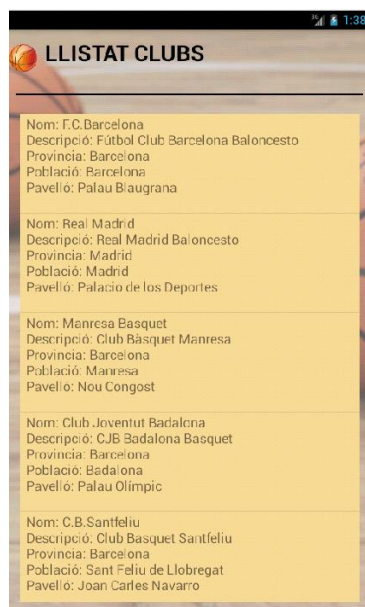 3G 1:38
LLISTAT CLUBS
Nom: F.C.Barcelona
Descripció: Fútbol Club Barcelona Baloncesto
Provincia: Barcelona
Població: Barcelona
Pavelló: Palau Blaugrana
Nom: Real Madrid
Descripció: Real Madrid Baloncesto
Provincia: Madrid
Població: Madrid
Pavelló: Palacio de los Deportes
Nom: Manresa Basquet
Descripció: Club Bàsquet Manresa
Provincia: Barcelona
Població: Manresa
Pavelló: Nou Congost
Nom: Club Joventut Badalona
Descripció: CJB Badalona Basquet
Provincia: Barcelona
Població: Badalona
Pavelló: Palau Olímpic
Nom: C.B.Santfeliu
Descripció: Club Basquet Santfeliu
Provincia: Barcelona
Població: Sant Feliu de Llobregat
Pavelló: Joan Carles Navarro